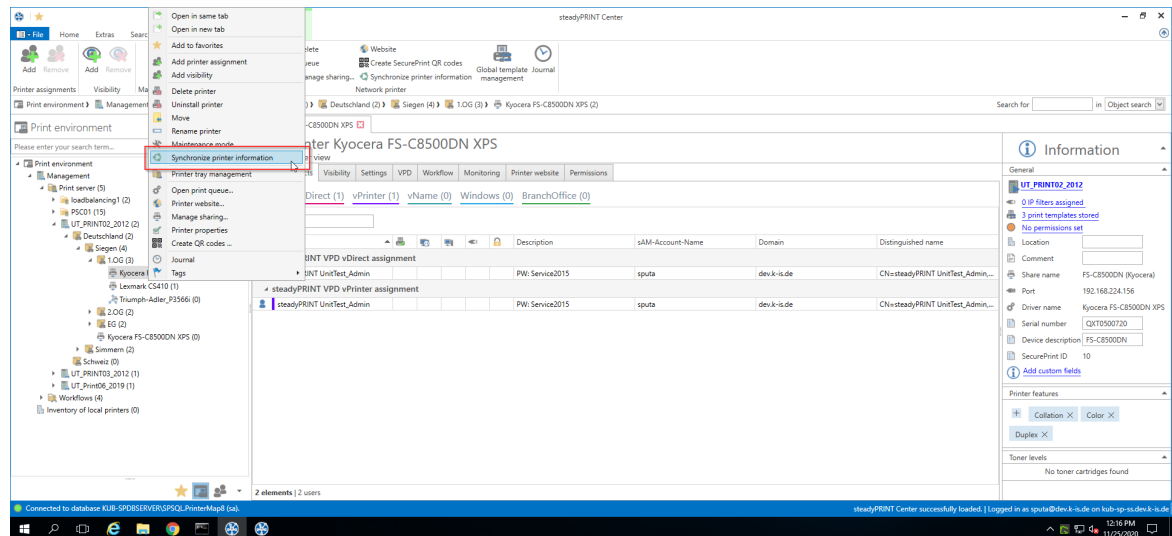 steadyPRINT Center
File Home Extras Searc
Add Remove Add Remove
Printer assignments Visibility Ma
Open in same tab
Open in new tab
Add to favorites
Add printer assignment
Add visibility
Delete printer
Uninstall printer
Move
Rename printer
Maintenance mode
Synchronize printer information
Printer tray management
Open print queue...
Printer website...
Manage sharing...
Printer properties
Create QR codes ...
Journal
Tags
elete Website
ueue Create SecurePrint QR codes
anage sharing... Synchronize printer information
Global template management Journal
Network printer
Print environment Management
Deutschland (2) Siegen (4) 1.OG (3) Kyocera FS-C8500DN XPS (2)
Search for in Object search
Print environment
Please enter your search term...
Print environment
Management
Print server (5)
loadbalancing1 (2)
PSC01 (15)
UT_PRINT02_2012 (2)
Deutschland (2)
Siegen (4)
1.OG (3)
Kyocera
Lexmark CS410 (1)
Triumph-Adler_P3566i (0)
2.OG (2)
EG (2)
Kyocera FS-C8500DN XPS (0)
Simmern (2)
Schweiz (0)
UT_PRINT03_2012 (1)
UT_Print06_2019 (1)
Workflows (4)
Inventory of local printers (0)
-C8500DN XPS
nter Kyocera FS-C8500DN XPS
view
ts Visibility Settings VPD Workflow Monitoring Printer website Permissions
Direct (1) vPrinter (1) vName (0) Windows (0) BranchOffice (0)
Description sAM-Account-Name Domain Distinguished name
RINT VPD vDirect assignment
RINT UnitTest_Admin PW: Service2015 sputa dev.k-is.de CN=steadyPRINT UnitTest_Admin,...
steadyPRINT VPD vPrinter assignment
steadyPRINT UnitTest_Admin PW: Service2015 sputa dev.k-is.de CN=steadyPRINT UnitTest_Admin,...
2 elements | 2 users
Information
General
UT_PRINT02_2012
0 IP filters assigned
3 print templates stored
No permissions set
Location
Comment
Share name FS-C8500DN (Kyocera)
Port 192.168.224.156
Driver name Kyocera FS-C8500DN XPS
Serial number QXT0500720
Device description FS-C8500DN
SecurePrint ID 10
Add custom fields
Printer features
Collation Color
Duplex
Toner levels
No toner cartridges found
Connected to database KUB-SPDBSERVER\SPSQL.PrinterMap8 (sa).
steadyPRINT Center successfully loaded. | Logged in as sputa@dev.k-is.de on kub-sp-ss.dev.k-is.de
12:16 PM
11/25/2020